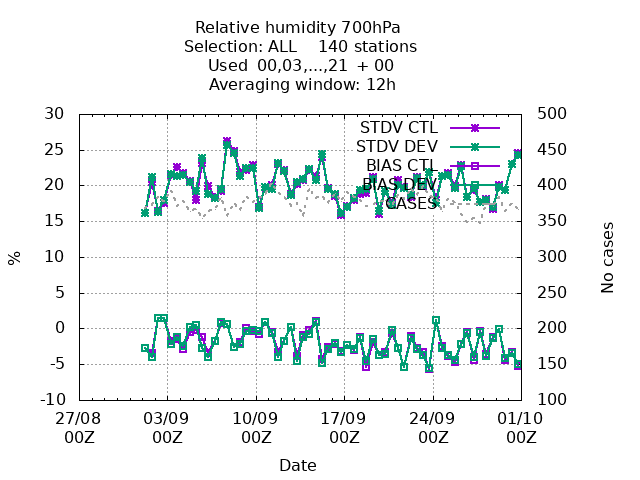 Relative humidity 700hPa
Selection: ALL    140 stations
Used  00,03,...,21  + 00
Averaging window: 12h
30 500
STDV CTL
25 STDV DEV 450
BIAS CTL
20 BIAS DEV 400
CASES
15 350
10 300
5 250
0 200
-5 150
-10 100
% No cases
27/08 03/09 10/09 17/09 24/09 01/10
00Z 00Z 00Z 00Z 00Z 00Z
Date